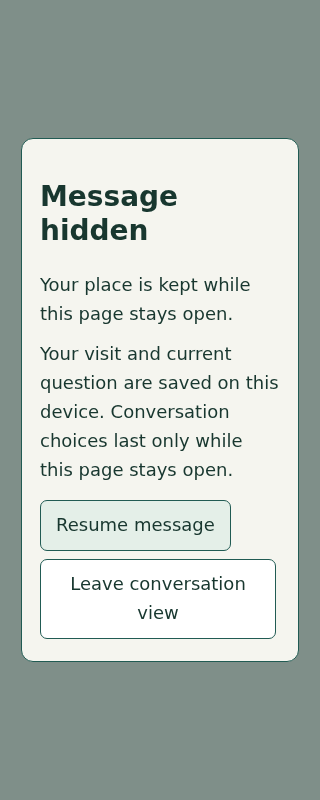 Message
hidden
Your place is kept while
this page stays open.
Your visit and current
question are saved on this
device. Conversation
choices last only while
this page stays open.
Resume message
Leave conversation
view